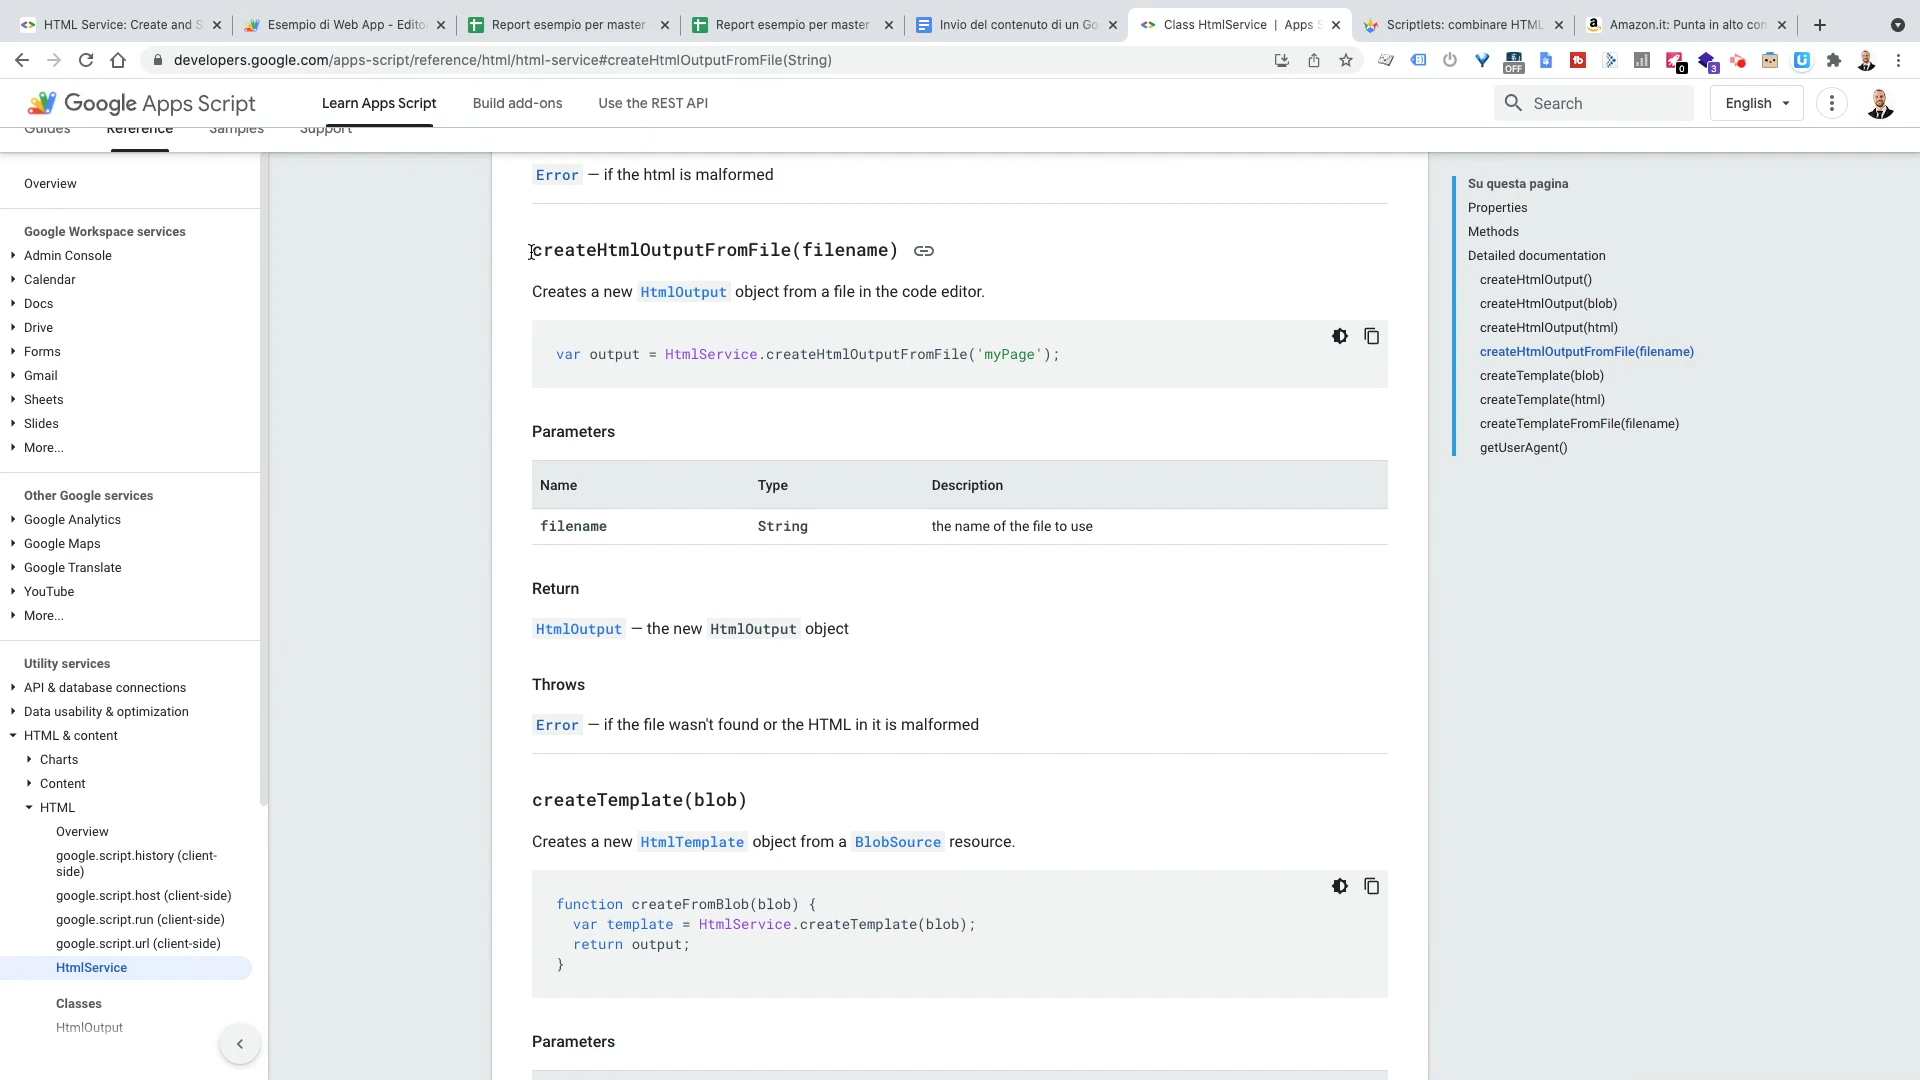 HTML Service: Create and S
Esempio di Web App - Edito
Report esempio per master
Report esempio per master
Invio del contenuto di un Go
Class HtmlService | Apps S
Scriptlets: combinare HTML
Amazon.it: Punta in alto con
developers.google.com/apps-script/reference/html/html-service#createHtmlOutputFromFile(String)
OFF
0
3
Google Apps Script
Learn Apps Script
Build add-ons
Use the REST API
Search
English
Guides
Reference
Samples
Support
Overview
Google Workspace services
Admin Console
Calendar
Docs
Drive
Forms
Gmail
Sheets
Slides
More...
Other Google services
Google Analytics
Google Maps
Google Translate
YouTube
More...
Utility services
API & database connections
Data usability & optimization
HTML & content
Charts
Content
HTML
Overview
google.script.history (client-
side)
google.script.host (client-side)
google.script.run (client-side)
google.script.url (client-side)
HtmlService
Classes
HtmlOutput
Error — if the html is malformed
createHtmlOutputFromFile(filename)
Creates a new HtmlOutput object from a file in the code editor.
var output = HtmlService.createHtmlOutputFromFile('myPage');
Parameters
Name Type Description
filename String the name of the file to use
Return
HtmlOutput — the new HtmlOutput object
Throws
Error — if the file wasn't found or the HTML in it is malformed
createTemplate(blob)
Creates a new HtmlTemplate object from a BlobSource resource.
function createFromBlob(blob) {
var template = HtmlService.createTemplate(blob);
return output;
}
Parameters
Su questa pagina
Properties
Methods
Detailed documentation
createHtmlOutput()
createHtmlOutput(blob)
createHtmlOutput(html)
createHtmlOutputFromFile(filename)
createTemplate(blob)
createTemplate(html)
createTemplateFromFile(filename)
getUserAgent()